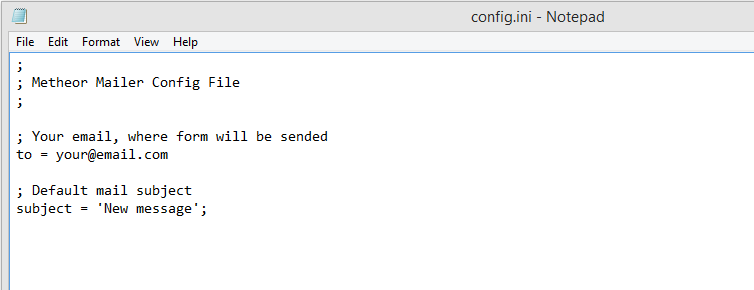 config.ini - Notepad
File Edit Format View Help
;
; Metheor Mailer Config File
;
; Your email, where form will be sended
to = your@email.com
; Default mail subject
subject = 'New message';